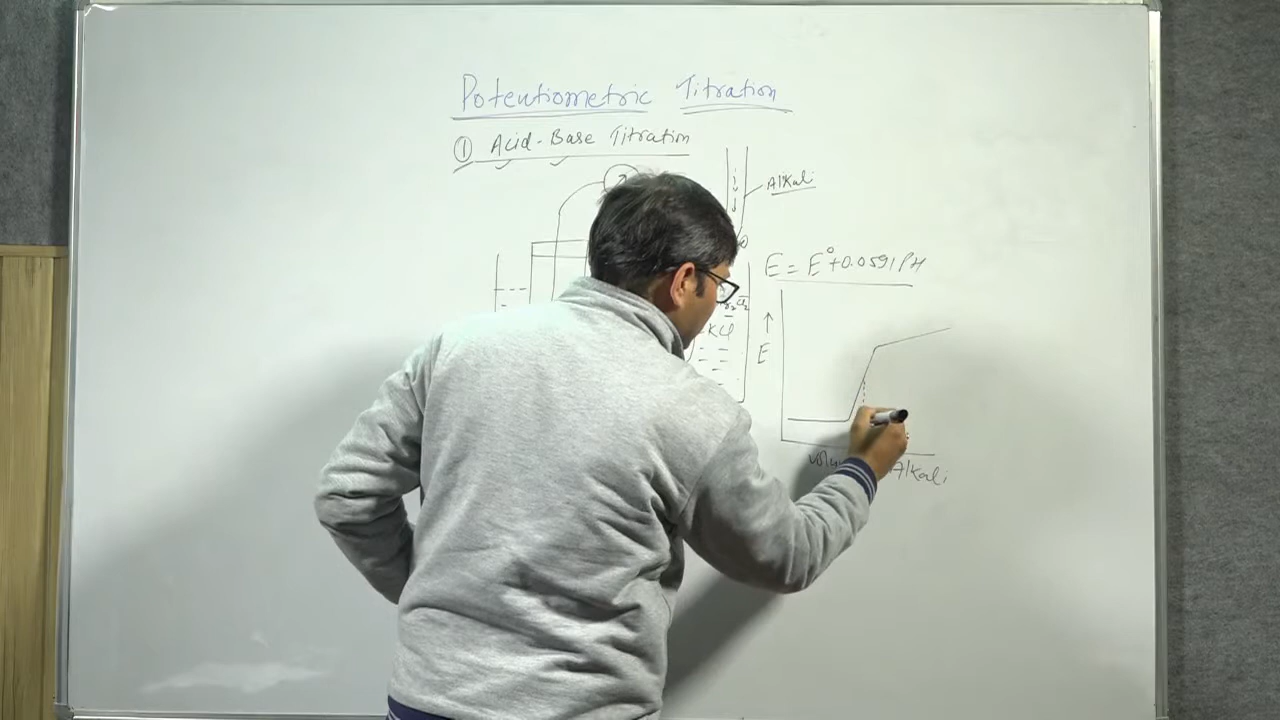 Potentiometric Titration
① Acid-Base Titration
Alkali
E = E° + 0.0591 PH
KCl
↑
E
Alkali